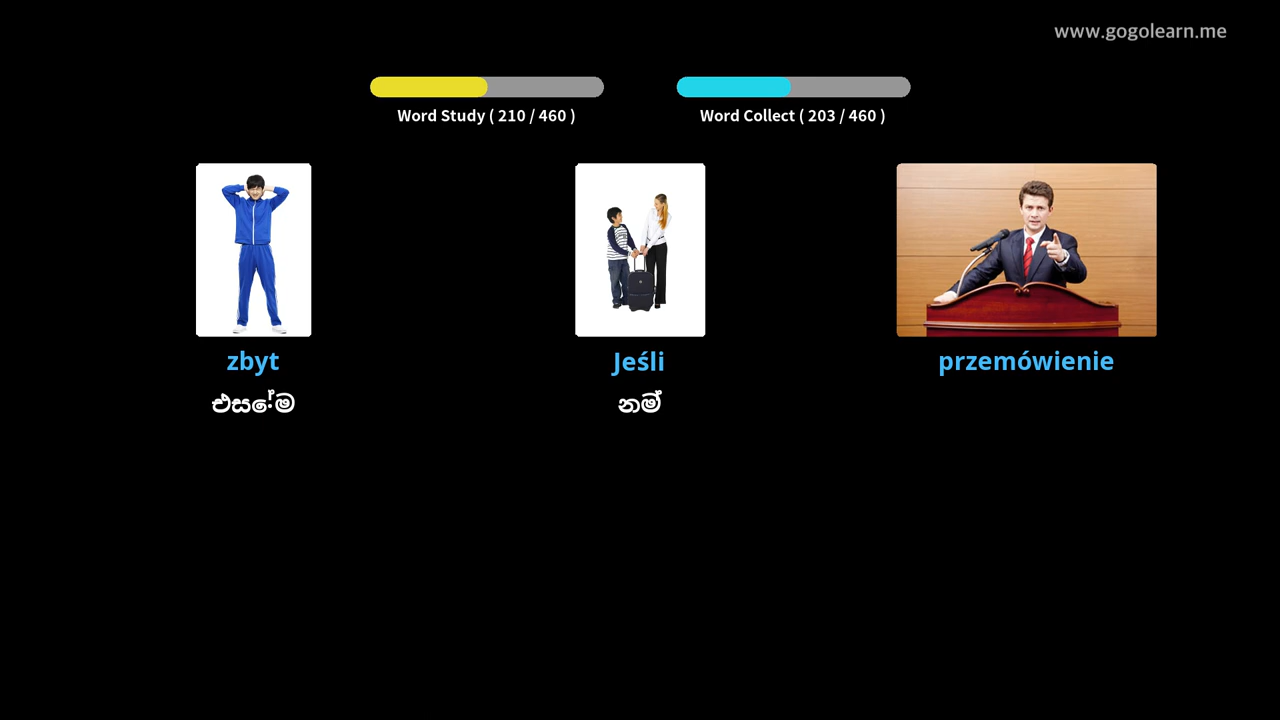 www.gogolearn.me
Word Study ( 210 / 460 )
Word Collect ( 203 / 460 )
zbyt
Jeśli
przemówienie
එසේම
නම්